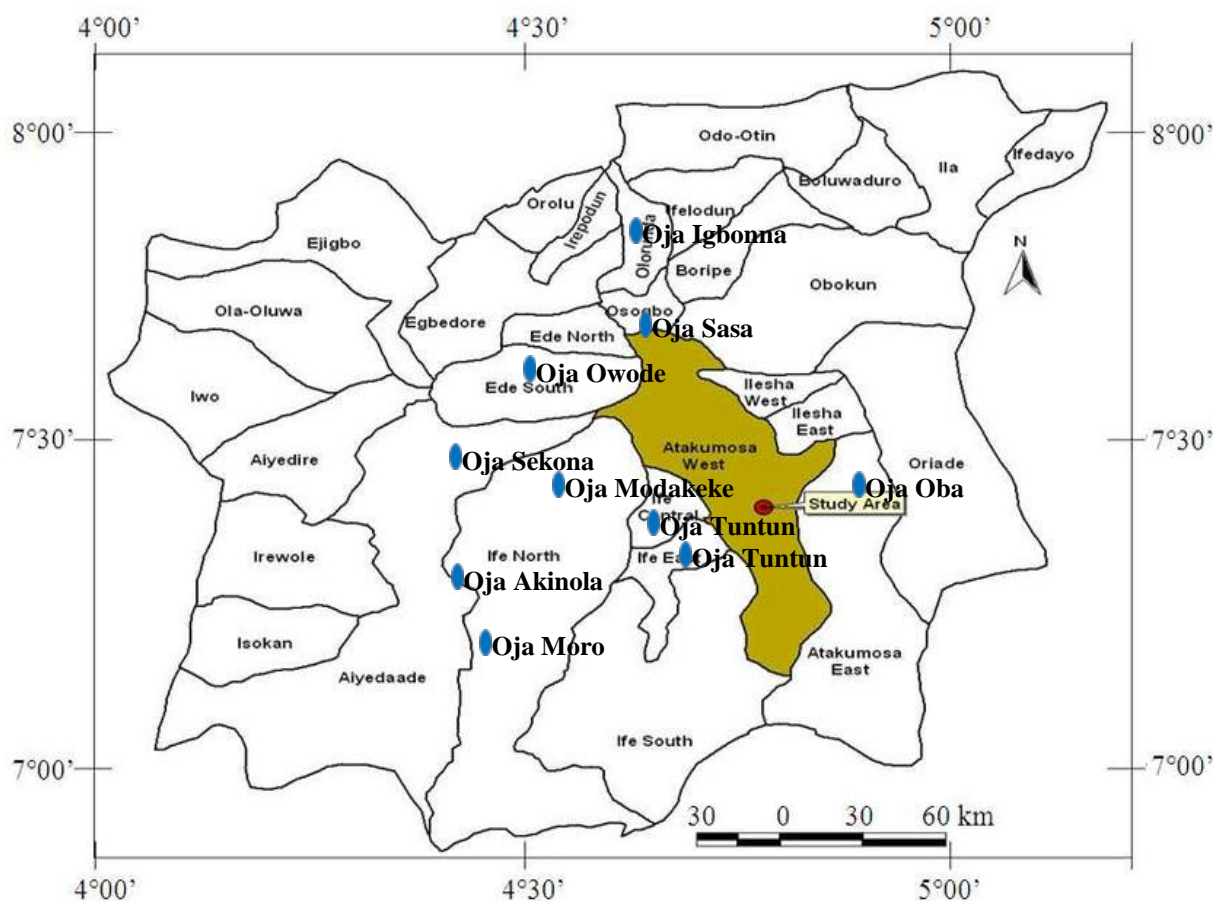 4°00’
4°30’
5°00’
8°00’
8°00’
Odo-Otin
Ila
Ifedayo
Boluwaduro
Orolu
Irepodun
Ifelodun
Ejigbo
Oja Igbonna
N
Boripe
Obokun
Ola-Oluwa
Osogbo
Egbedore
Oja Sasa
Ede North
Oja Owode
Ede South
Ilesha
West
Iwo
Ilesha
East
7°30’
7°30’
Atakumosa
West
Aiyedire
Oja Sekona
Oriade
Oja Modakeke
Oja Oba
Ife
Central
Study Area
Oja Tuntun
Irewole
Ife North
Ife East
Oja Tuntun
Oja Akinola
Isokan
Oja Moro
Atakumosa
East
Aiyedaade
Ife South
7°00’
7°00’
30 0 30 60 km
4°00’
4°30’
5°00’